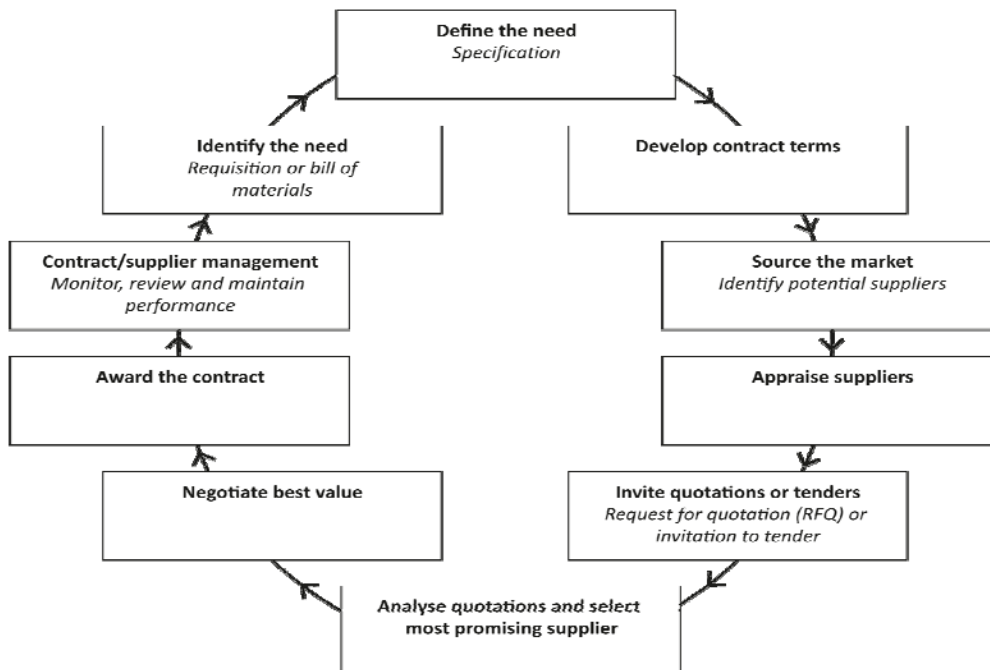 Define the need
Specification
Identify the need
Requisition or bill of
materials
Develop contract terms
Contract/supplier management
Monitor, review and maintain
performance
Source the market
Identify potential suppliers
Award the contract
Appraise suppliers
Negotiate best value
Invite quotations or tenders
Request for quotation (RFQ) or
invitation to tender
Analyse quotations and select
most promising supplier